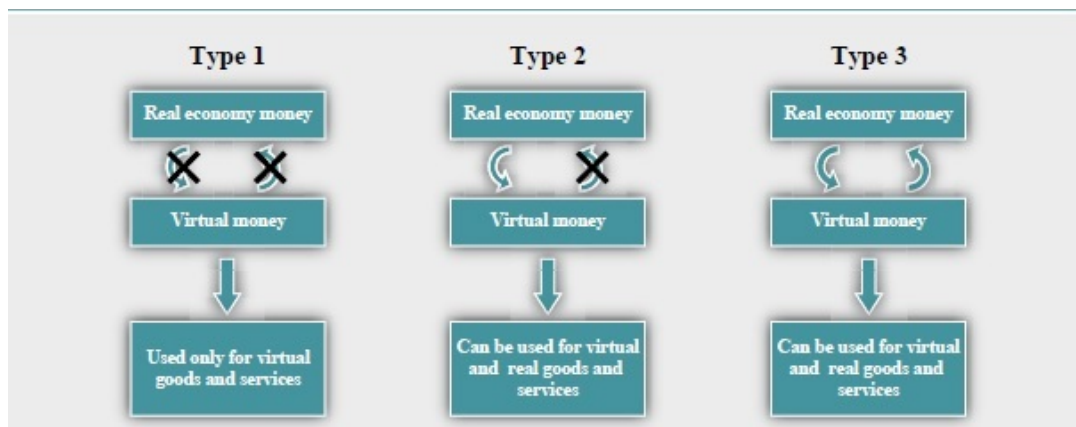 Type 1
Type 2
Type 3
Real economy money
Real economy money
Real economy money
Virtual money
Virtual money
Virtual money
Used only for virtual
goods and services
Can be used for virtual
and real goods and
services
Can be used for virtual
and real goods and
services